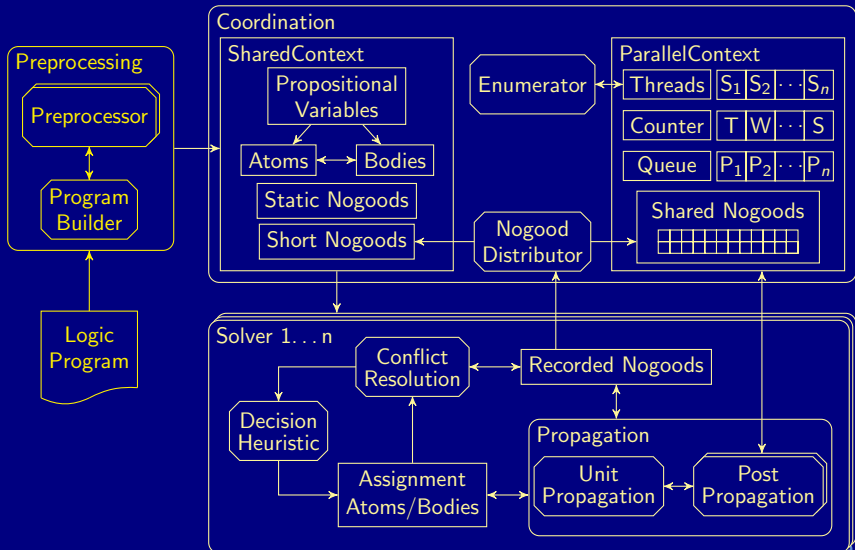 Coordination
Preprocessing
Preprocessor
Program
Builder
Logic
Program
SharedContext
Propositional
Variables
Atoms
Bodies
Static Nogoods
Short Nogoods
Enumerator
Nogood
Distributor
ParallelContext
Threads S₁ S₂ ··· Sₙ
Counter T W ··· S
Queue P₁ P₂ ··· Pₙ
Shared Nogoods
Solver 1...n
Conflict
Resolution
Recorded Nogoods
Decision
Heuristic
Assignment
Atoms/Bodies
Propagation
Unit
Propagation
Post
Propagation